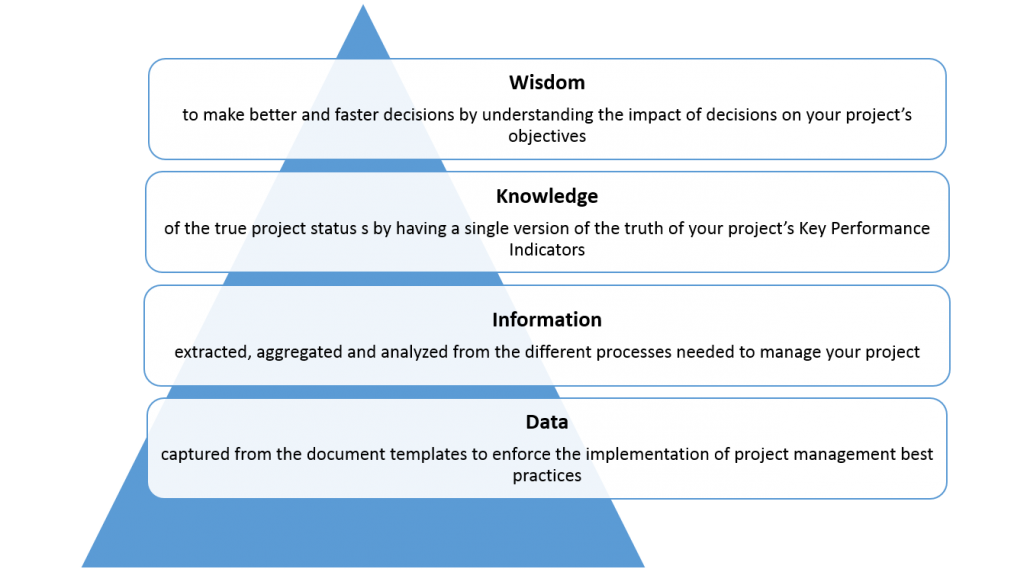 Wisdom
to make better and faster decisions by understanding the impact of decisions on your project’s
objectives
Knowledge
of the true project status s by having a single version of the truth of your project’s Key Performance
Indicators
Information
extracted, aggregated and analyzed from the different processes needed to manage your project
Data
captured from the document templates to enforce the implementation of project management best
practices